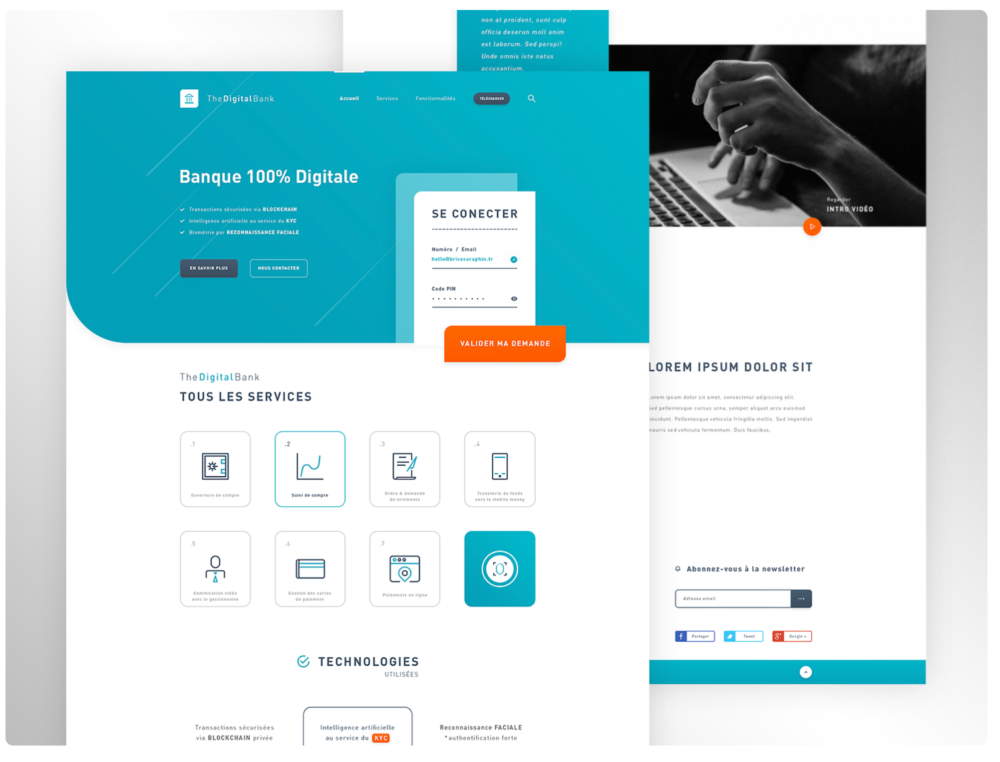 non at proident, sunt culp
officia deserun moll anim
est laborum. Sed perspi!
Unde omnis iste natus
accusantium.
TheDigitalBank
Accueil
Services
Fonctionnalités
TÉLÉCHARGER
Banque 100% Digitale
Transactions sécurisées via BLOCKCHAIN
Intelligence artificielle au service du KYC
Biométrie par RECONNAISSANCE FACIALE
EN SAVOIR PLUS
NOUS CONTACTER
SE CONECTER
Numéro / Email
hello@briceseraphin.fr
Code PIN
VALIDER MA DEMANDE
Regarder
INTRO VIDÉO
TheDigitalBank
TOUS LES SERVICES
.1
Ouverture de compte
.2
Suivi de compte
.3
Ordre & demande
de virements
.4
Transferts de fonds
vers le mobile money
.5
Commication vidéo
avec le gestionnaire
.6
Gestion des cartes
de paiement
.7
Paiements en ligne
TECHNOLOGIES
UTILISÉES
Transactions sécurisées
via BLOCKCHAIN privée
Intelligence artificielle
au service du KYC
Reconnaissance FACIALE
*authentification forte
LOREM IPSUM DOLOR SIT
Lorem ipsum dolor sit amet, consectetur adipiscing elit.
Sed pellentesque cursus urna, semper aliquet arcu euismod
incidunt. Pellentesque vehicula fringilla mollis. Sed imperdiet
mauris sed vehicula fermentum. Duis faucibus,
Abonnez-vous à la newsletter
Adresse email
-->
f Partager
Tweet
g+ Google +